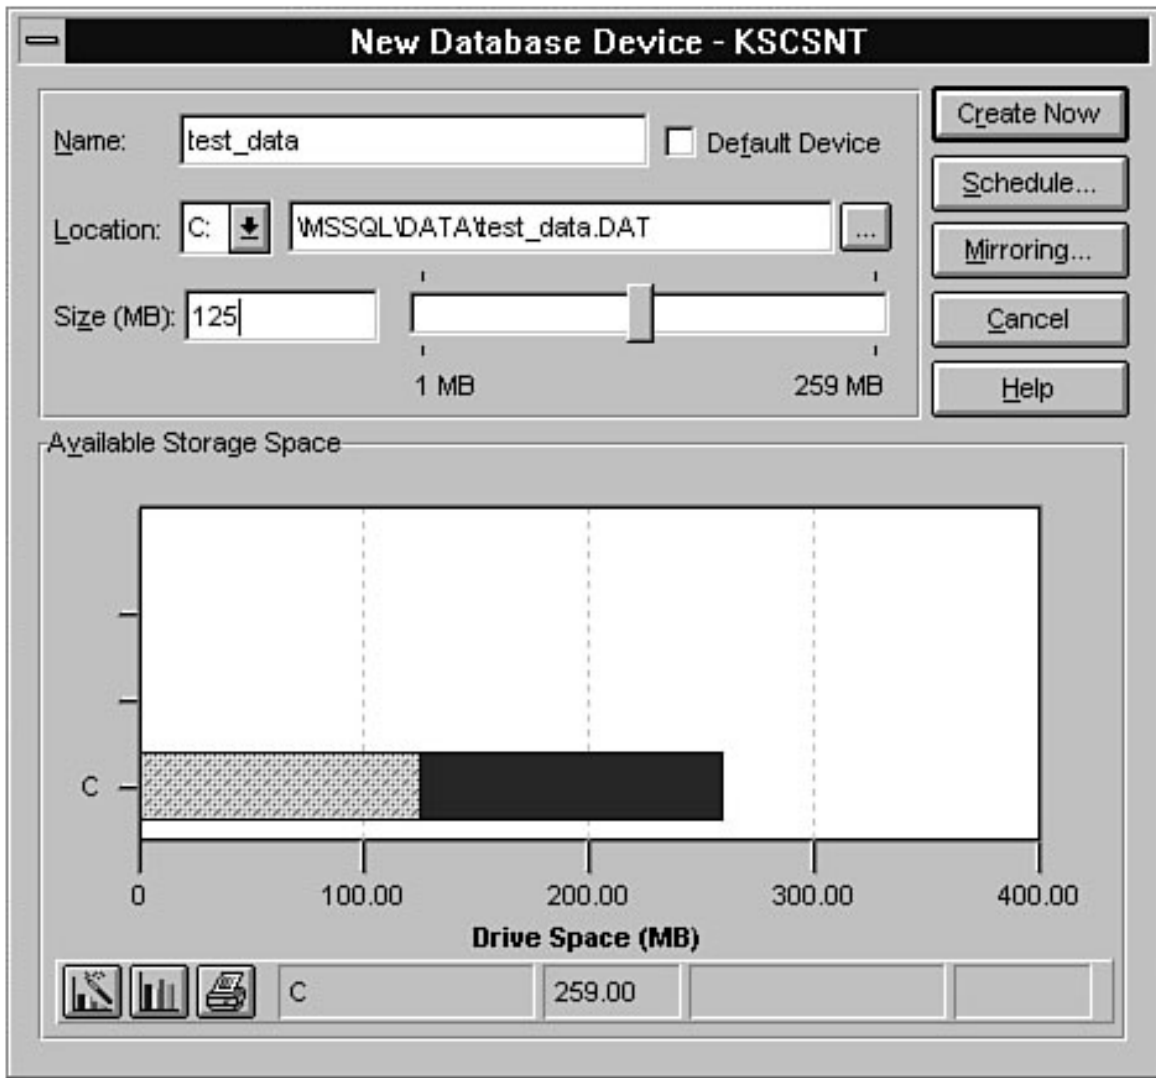 New Database Device - KSCSNT
Name: test_data Default Device
Create Now
Schedule...
Location: C: \MSSQL\DATA\test_data.DAT ...
Mirroring...
Size (MB): 125
Cancel
1 MB 259 MB
Help
Available Storage Space
C
0 100.00 200.00 300.00 400.00
Drive Space (MB)
C 259.00